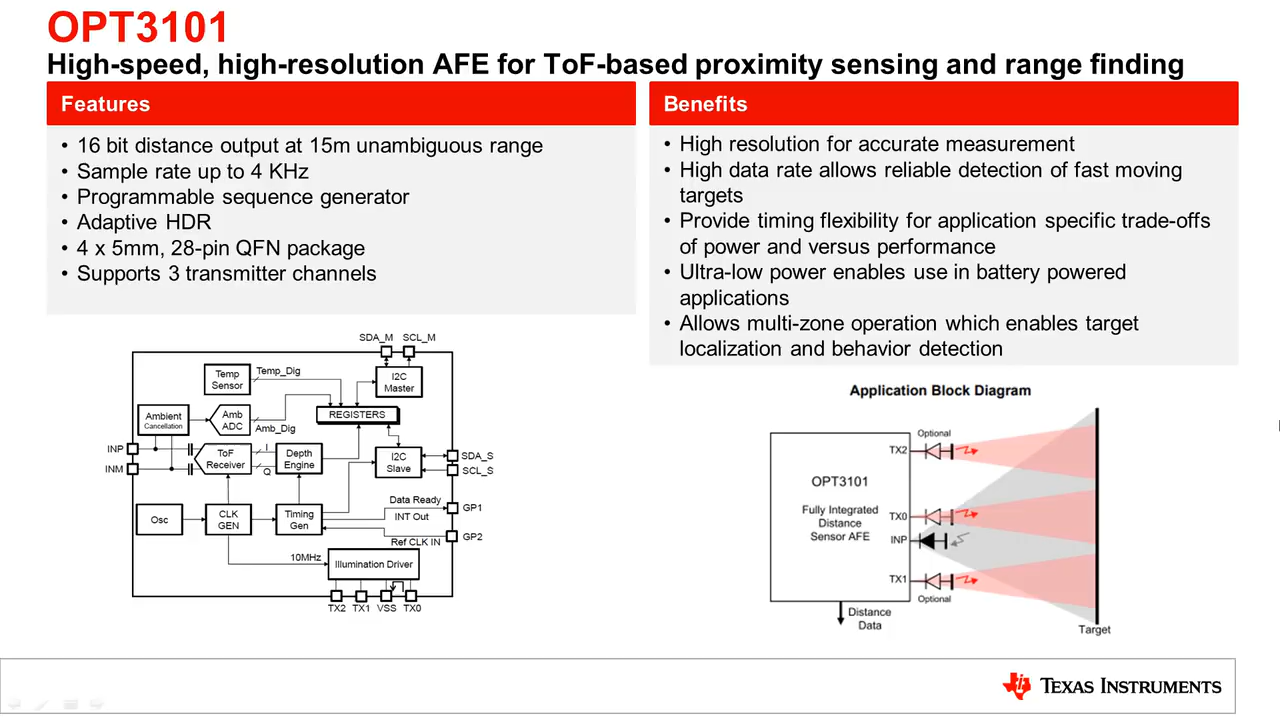 OPT3101
High-speed, high-resolution AFE for ToF-based proximity sensing and range finding
Features
• 16 bit distance output at 15m unambiguous range
• Sample rate up to 4 KHz
• Programmable sequence generator
• Adaptive HDR
• 4 x 5mm, 28-pin QFN package
• Supports 3 transmitter channels
Benefits
• High resolution for accurate measurement
• High data rate allows reliable detection of fast moving
targets
• Provide timing flexibility for application specific trade-offs
of power and versus performance
• Ultra-low power enables use in battery powered
applications
• Allows multi-zone operation which enables target
localization and behavior detection
SDA_M SCL_M
Temp
Sensor
Temp_Dig
I2C
Master
Ambient
Cancellation
Amb
ADC
Amb_Dig
REGISTERS
INP
INM
ToF
Receiver
I
Q
Depth
Engine
I2C
Slave
SDA_S
SCL_S
Osc
CLK
GEN
Timing
Gen
Data Ready
INT Out
Ref CLK IN
GP1
GP2
10MHz
Illumination Driver
TX2 TX1 VSS TX0
Application Block Diagram
OPT3101
Fully Integrated
Distance
Sensor AFE
Optional
TX2
TX0
INP
TX1
Optional
Distance
Data
Target
TEXAS INSTRUMENTS